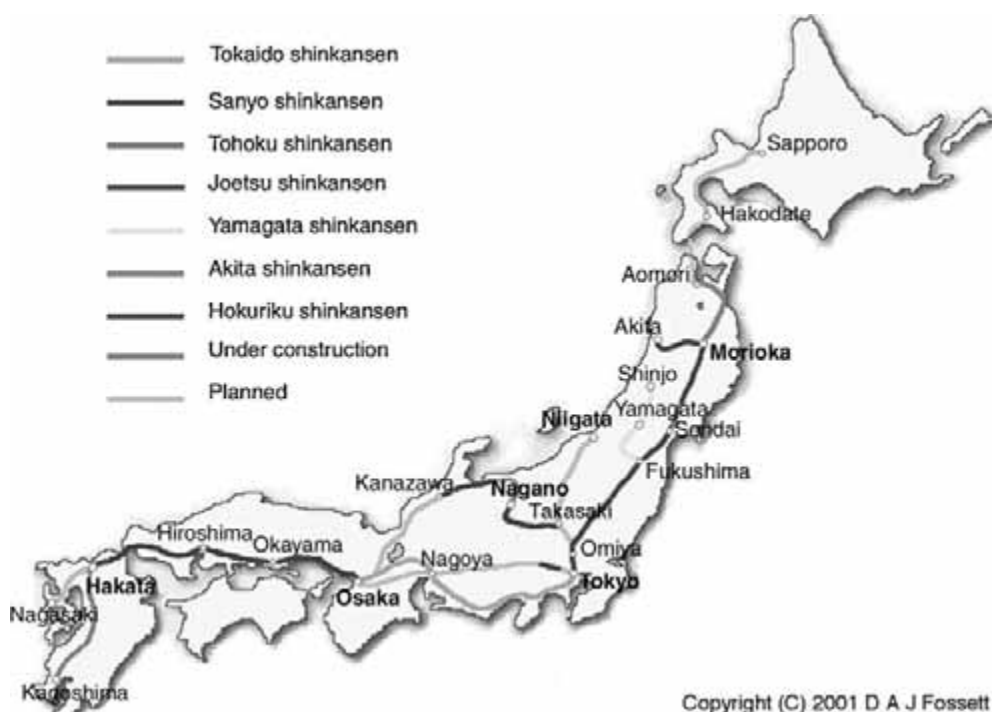 Tokaido shinkansen
Sanyo shinkansen
Tohoku shinkansen
Joetsu shinkansen
Yamagata shinkansen
Akita shinkansen
Hokuriku shinkansen
Under construction
Planned
Sapporo
Hakodate
Aomori
Akita
Morioka
Shinjo
Yamagata
Niigata
Sendai
Fukushima
Kanazawa
Nagano
Takasaki
Hiroshima
Okayama
Nagoya
Omiya
Hakata
Osaka
Tokyo
Nagasaki
Kagoshima
Copyright (C) 2001 D A J Fossett